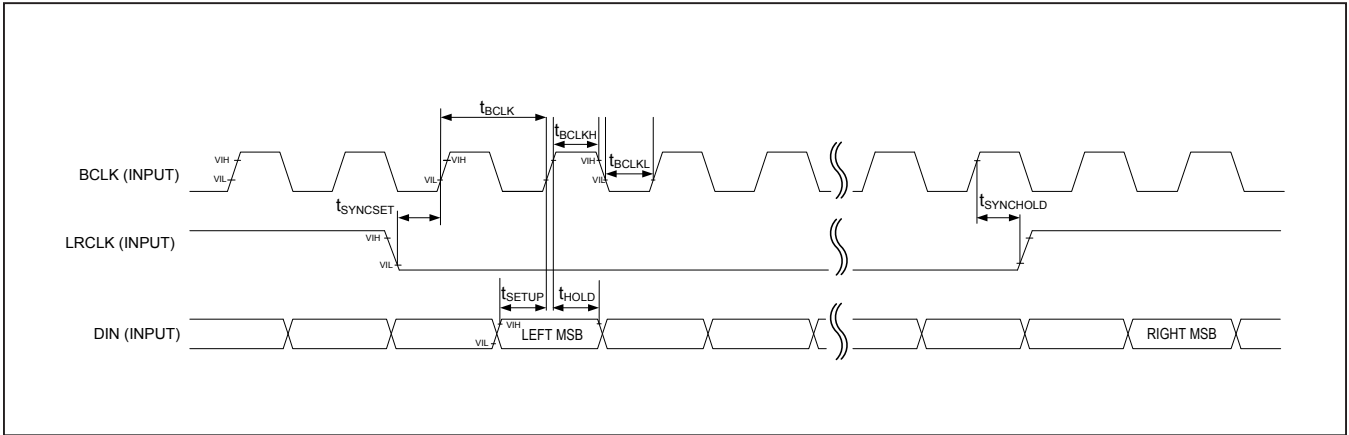 tBCLK
tBCLKH
tBCLKL
BCLK (INPUT)
VIH
VIL
VIH
VIL
VIH
VIL
tSYNCSET
tSYNCHOLD
LRCLK (INPUT)
VIH
VIL
tSETUP
tHOLD
DIN (INPUT)
VIH
VIL
LEFT MSB
RIGHT MSB